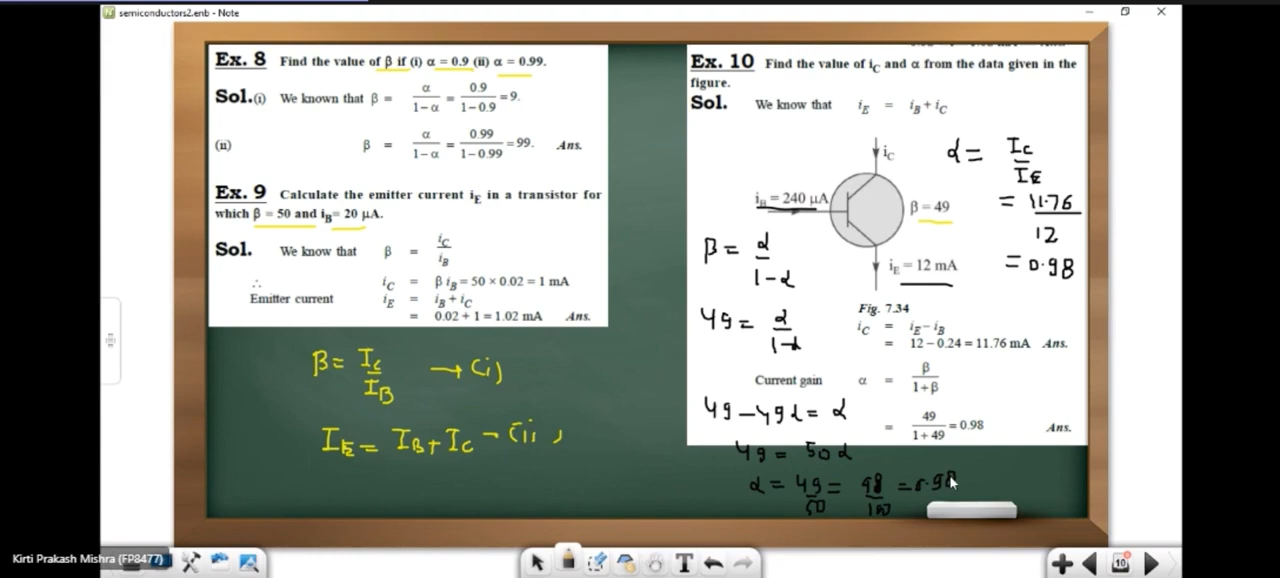 semiconductors2.enb - Note
Ex. 8 Find the value of β if (i) α = 0.9 (ii) α = 0.99.
Sol.(i) We known that β = α/1−α = 0.9/1−0.9 = 9.
(ii) β = α/1−α = 0.99/1−0.99 = 99. Ans.
Ex. 9 Calculate the emitter current iE in a transistor for
which β = 50 and iB= 20 μA.
Sol. We know that β = iC/iB
∴ iC = β iB = 50 × 0.02 = 1 mA
Emitter current iE = iB + iC
= 0.02 + 1 = 1.02 mA Ans.
β = IC/IB → (i)
IE = IB + IC - (ii)
Ex. 10 Find the value of iC and α from the data given in the
figure.
Sol. We know that iE = iB + iC
iC
iB = 240 μA
β = 49
iE = 12 mA
Fig. 7.34
α = IC/IE
= 11.76/12
= 0.98
β = α/1-α
49 = α/1-α
49 - 49α = α
49 = 50α
α = 49/50 = 98/100 = 0.98
iC = iE − iB
= 12 − 0.24 = 11.76 mA Ans.
Current gain α = β/1+β
= 49/1+49 = 0.98 Ans.
Kirti Prakash Mishra (FP8477)
T
10